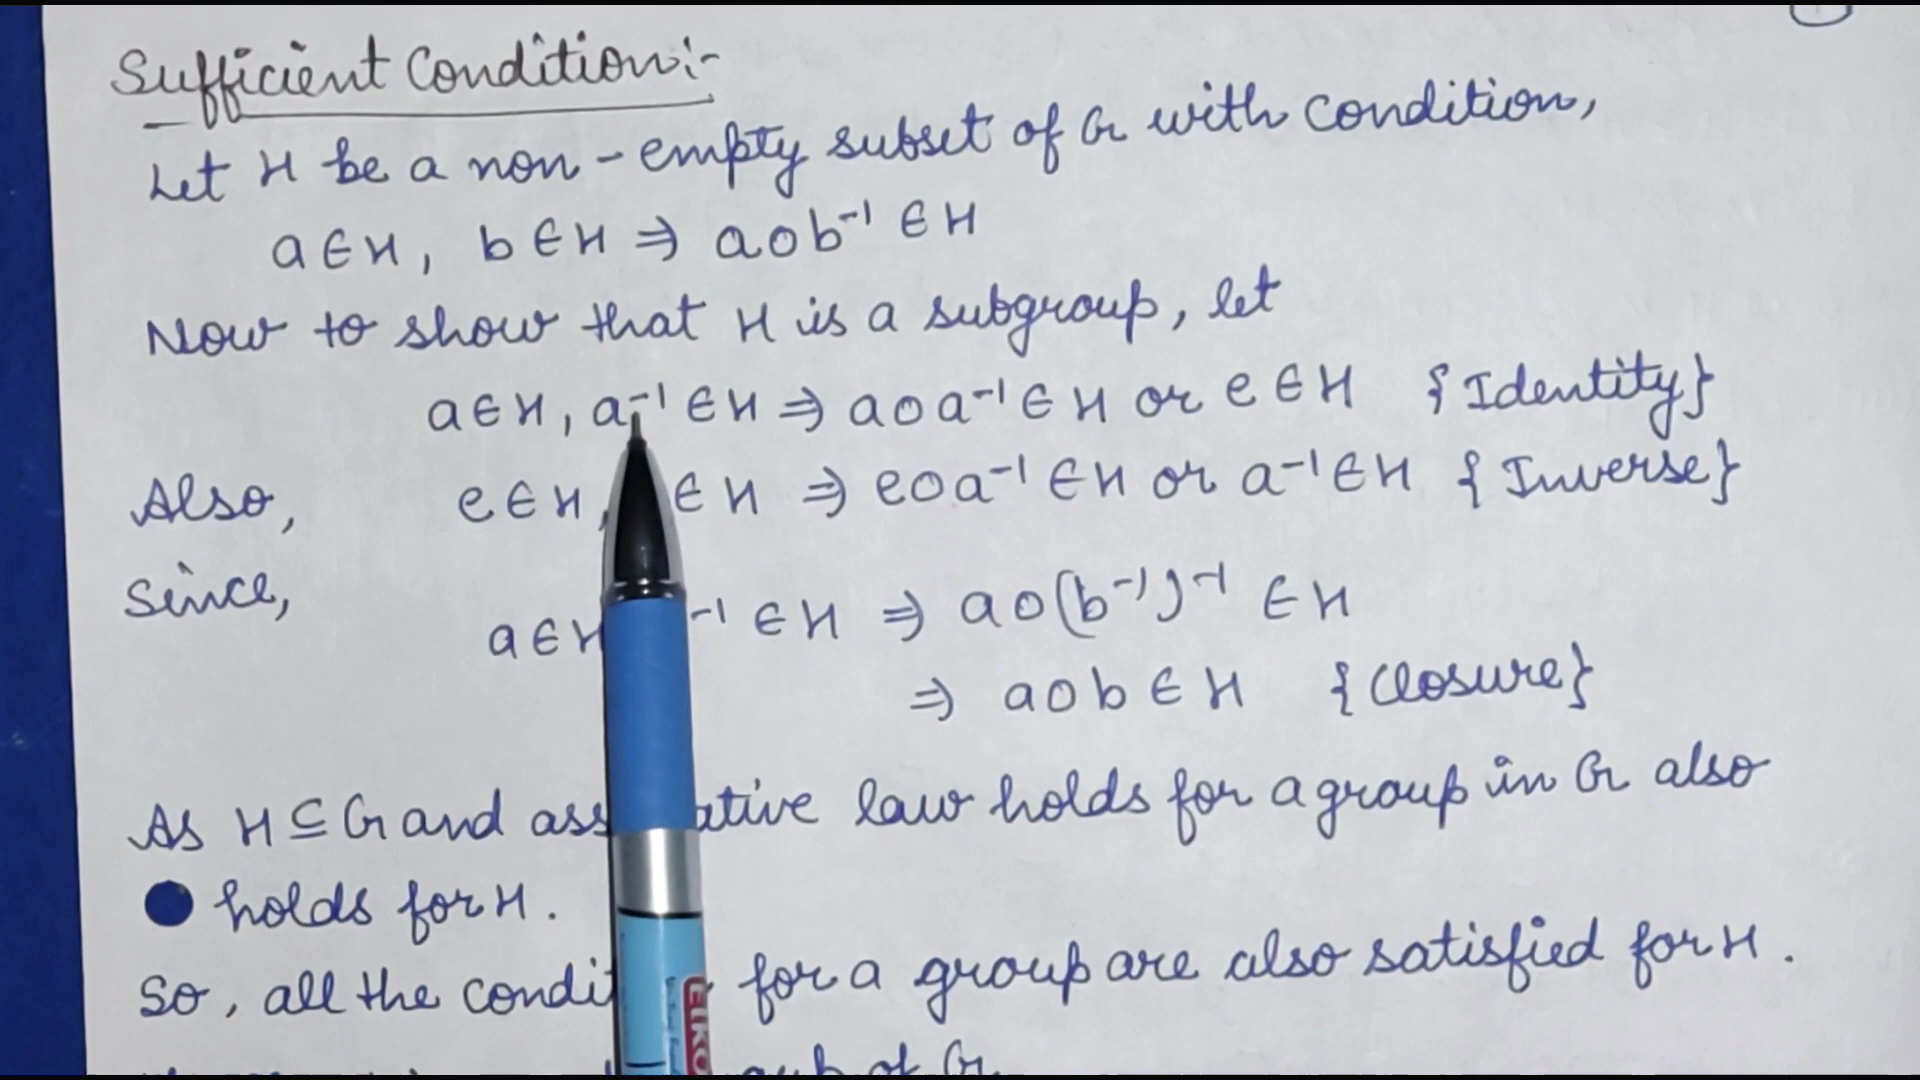 Sufficient Condition:-
Let H be a non-empty subset of G with condition,
a∈H, b∈H ⇒ aob⁻¹ ∈H
Now to show that H is a subgroup, let
a∈H, a⁻¹∈H ⇒ aoa⁻¹∈H or e∈H {Identity}
Also, e∈H, ∈H ⇒ eoa⁻¹∈H or a⁻¹∈H {Inverse}
Since,
a∈H ⁻¹∈H ⇒ ao(b⁻¹)⁻¹ ∈H
⇒ aob∈H {Closure}
As H⊆G and ass ative law holds for a group in G also
holds for H.
So, all the condit for a group are also satisfied for H.
of G.
ELKO